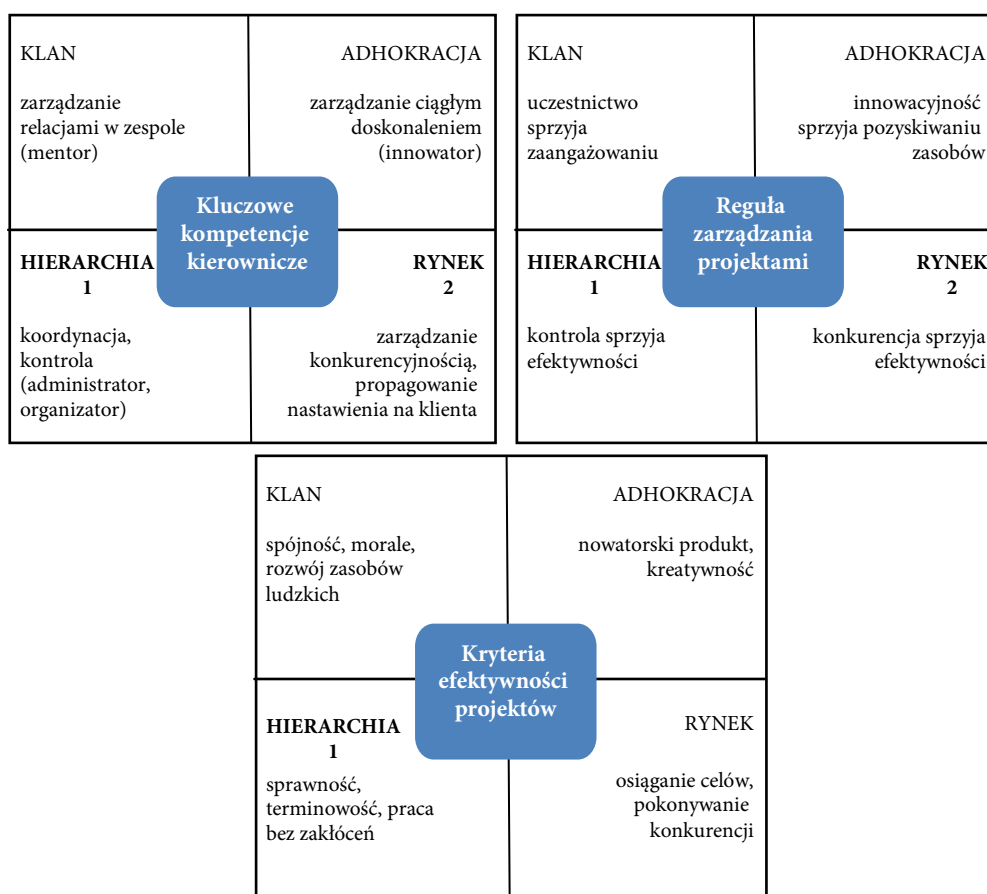 KLAN
zarządzanie
relacjami w zespole
(mentor)
ADHOKRACJA
zarządzanie ciągłym
doskonaleniem
(innowator)
Kluczowe
kompetencje
kierownicze
HIERARCHIA
1
koordynacja,
kontrola
(administrator,
organizator)
RYNEK
2
zarządzanie
konkurencyjnością,
propagowanie
nastawienia na klienta
KLAN
uczestnictwo
sprzyja
zaangażowaniu
ADHOKRACJA
innowacyjność
sprzyja pozyskiwaniu
zasobów
Reguła
zarządzania
projektami
HIERARCHIA
1
kontrola sprzyja
efektywności
RYNEK
2
konkurencja sprzyja
efektywności
KLAN
spójność, morale,
rozwój zasobów
ludzkich
ADHOKRACJA
nowatorski produkt,
kreatywność
Kryteria
efektywności
projektów
HIERARCHIA
1
sprawność,
terminowość, praca
bez zakłóceń
RYNEK
osiąganie celów,
pokonywanie
konkurencji